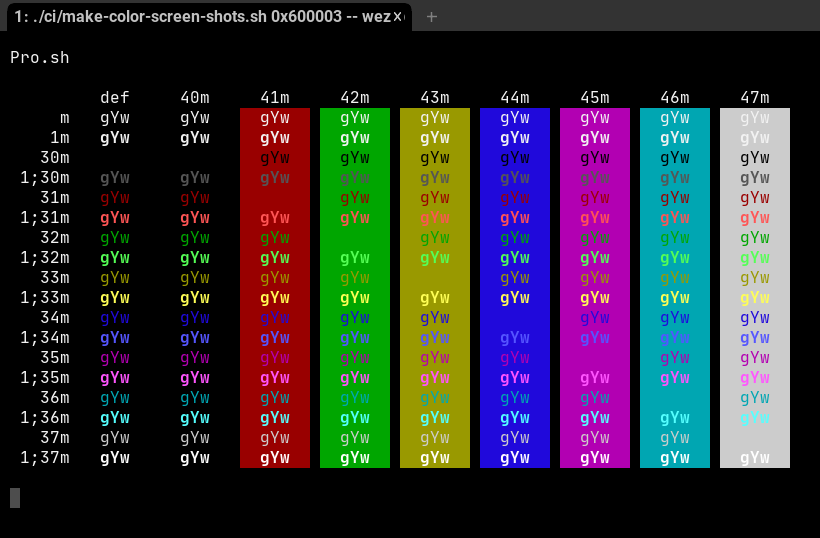 1: ./ci/make-color-screen-shots.sh 0x600003 -- wez
Pro.sh
def 40m 41m 42m 43m 44m 45m 46m 47m
m gYw gYw gYw gYw gYw gYw gYw gYw gYw
1m gYw gYw gYw gYw gYw gYw gYw gYw gYw
30m gYw gYw gYw gYw gYw gYw gYw
1;30m gYw gYw gYw gYw gYw gYw gYw gYw gYw
31m gYw gYw gYw gYw gYw gYw gYw gYw
1;31m gYw gYw gYw gYw gYw gYw gYw gYw gYw
32m gYw gYw gYw gYw gYw gYw gYw gYw
1;32m gYw gYw gYw gYw gYw gYw gYw gYw gYw
33m gYw gYw gYw gYw gYw gYw gYw gYw
1;33m gYw gYw gYw gYw gYw gYw gYw gYw gYw
34m gYw gYw gYw gYw gYw gYw gYw gYw
1;34m gYw gYw gYw gYw gYw gYw gYw gYw gYw
35m gYw gYw gYw gYw gYw gYw gYw gYw
1;35m gYw gYw gYw gYw gYw gYw gYw gYw gYw
36m gYw gYw gYw gYw gYw gYw gYw gYw
1;36m gYw gYw gYw gYw gYw gYw gYw gYw gYw
37m gYw gYw gYw gYw gYw gYw gYw gYw
1;37m gYw gYw gYw gYw gYw gYw gYw gYw gYw